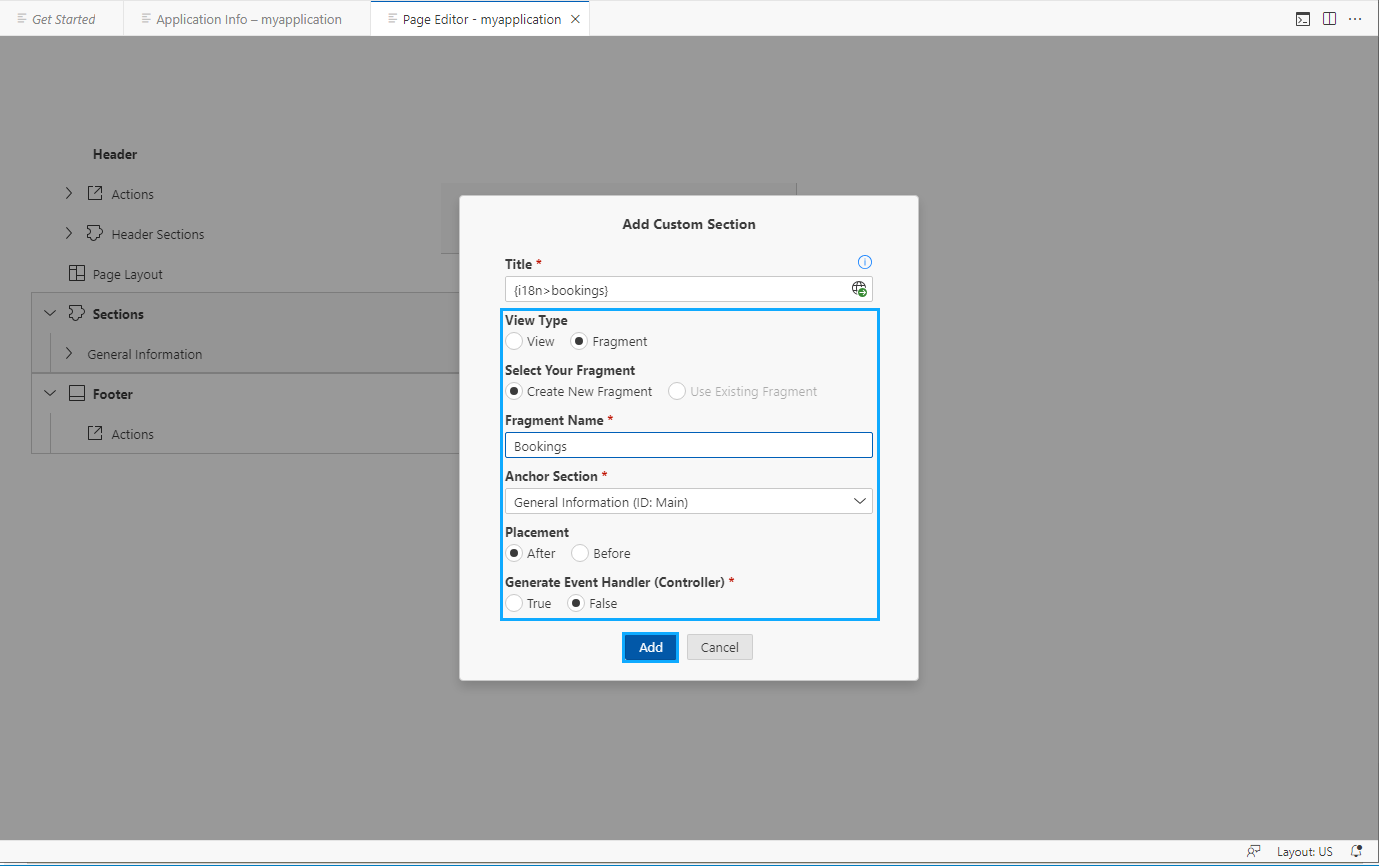 Get Started
Application Info – myapplication
Page Editor - myapplication
Header
Actions
Header Sections
Page Layout
Sections
General Information
Footer
Actions
Add Custom Section
Title *
{i18n>bookings}
View Type
View Fragment
Select Your Fragment
Create New Fragment Use Existing Fragment
Fragment Name *
Bookings
Anchor Section *
General Information (ID: Main)
Placement
After Before
Generate Event Handler (Controller) *
True False
Add Cancel
Layout: US